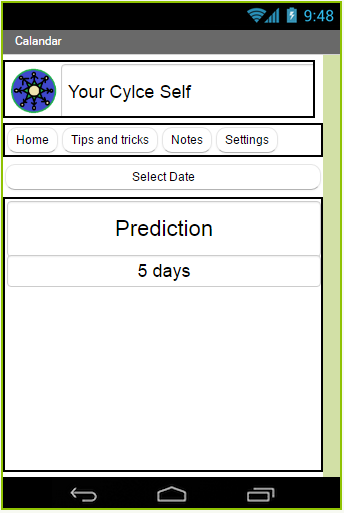 9:48
Calandar
Your Cylce Self
Home Tips and tricks Notes Settings
Select Date
Prediction
5 days